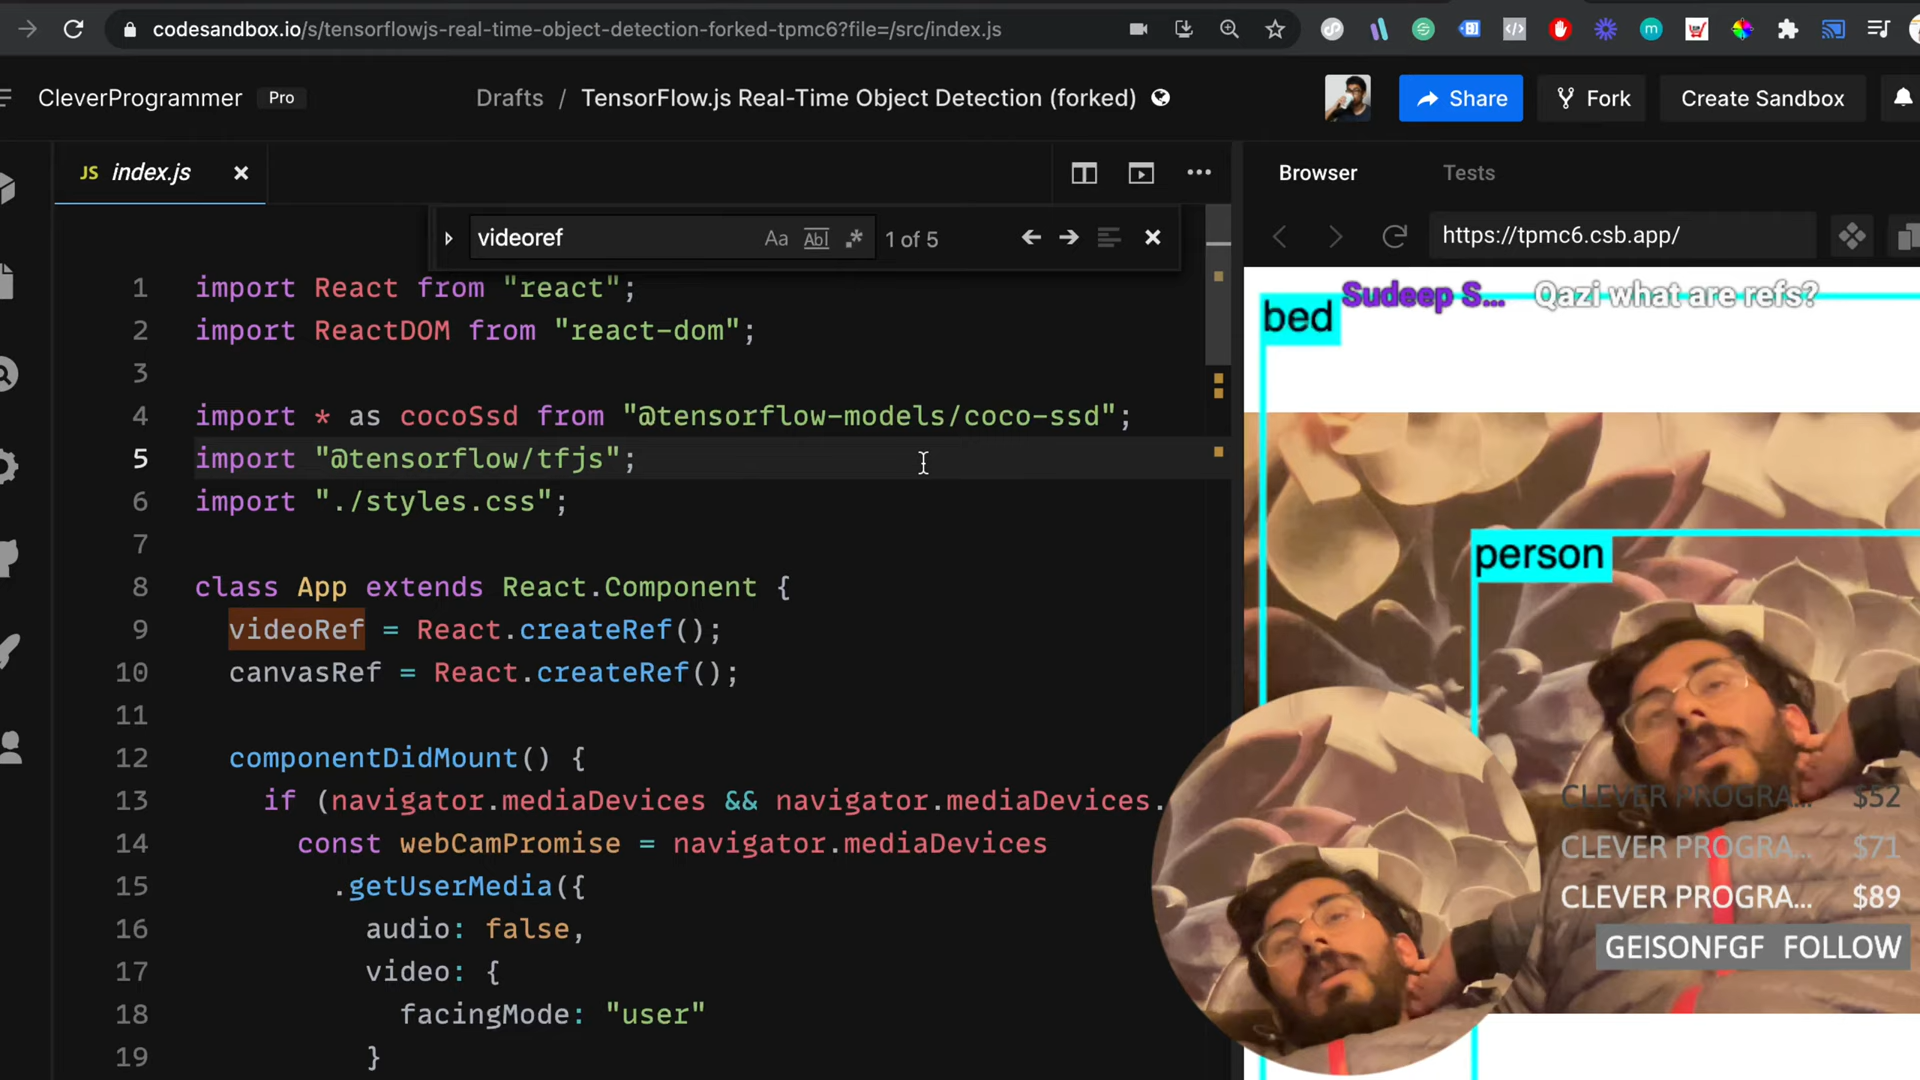 codesandbox.io/s/tensorflowjs-real-time-object-detection-forked-tpmc6?file=/src/index.js
CleverProgrammer Pro
Drafts / TensorFlow.js Real-Time Object Detection (forked)
Share
Fork
Create Sandbox
JS index.js
Browser
Tests
videoref
Aa Abl .*
1 of 5
https://tpmc6.csb.app/
1 import React from "react";
2 import ReactDOM from "react-dom";
3
4 import * as cocoSsd from "@tensorflow-models/coco-ssd";
5 import "@tensorflow/tfjs";
6 import "./styles.css";
7
8 class App extends React.Component {
9 videoRef = React.createRef();
10 canvasRef = React.createRef();
11
12 componentDidMount() {
13 if (navigator.mediaDevices && navigator.mediaDevices.
14 const webCamPromise = navigator.mediaDevices
15 .getUserMedia({
16 audio: false,
17 video: {
18 facingMode: "user"
19 }
Sudeep S... Qazi what are refs?
bed
person
CLEVER PROGRA... $52
CLEVER PROGRA... $71
CLEVER PROGRA... $89
GEISONFGF FOLLOW